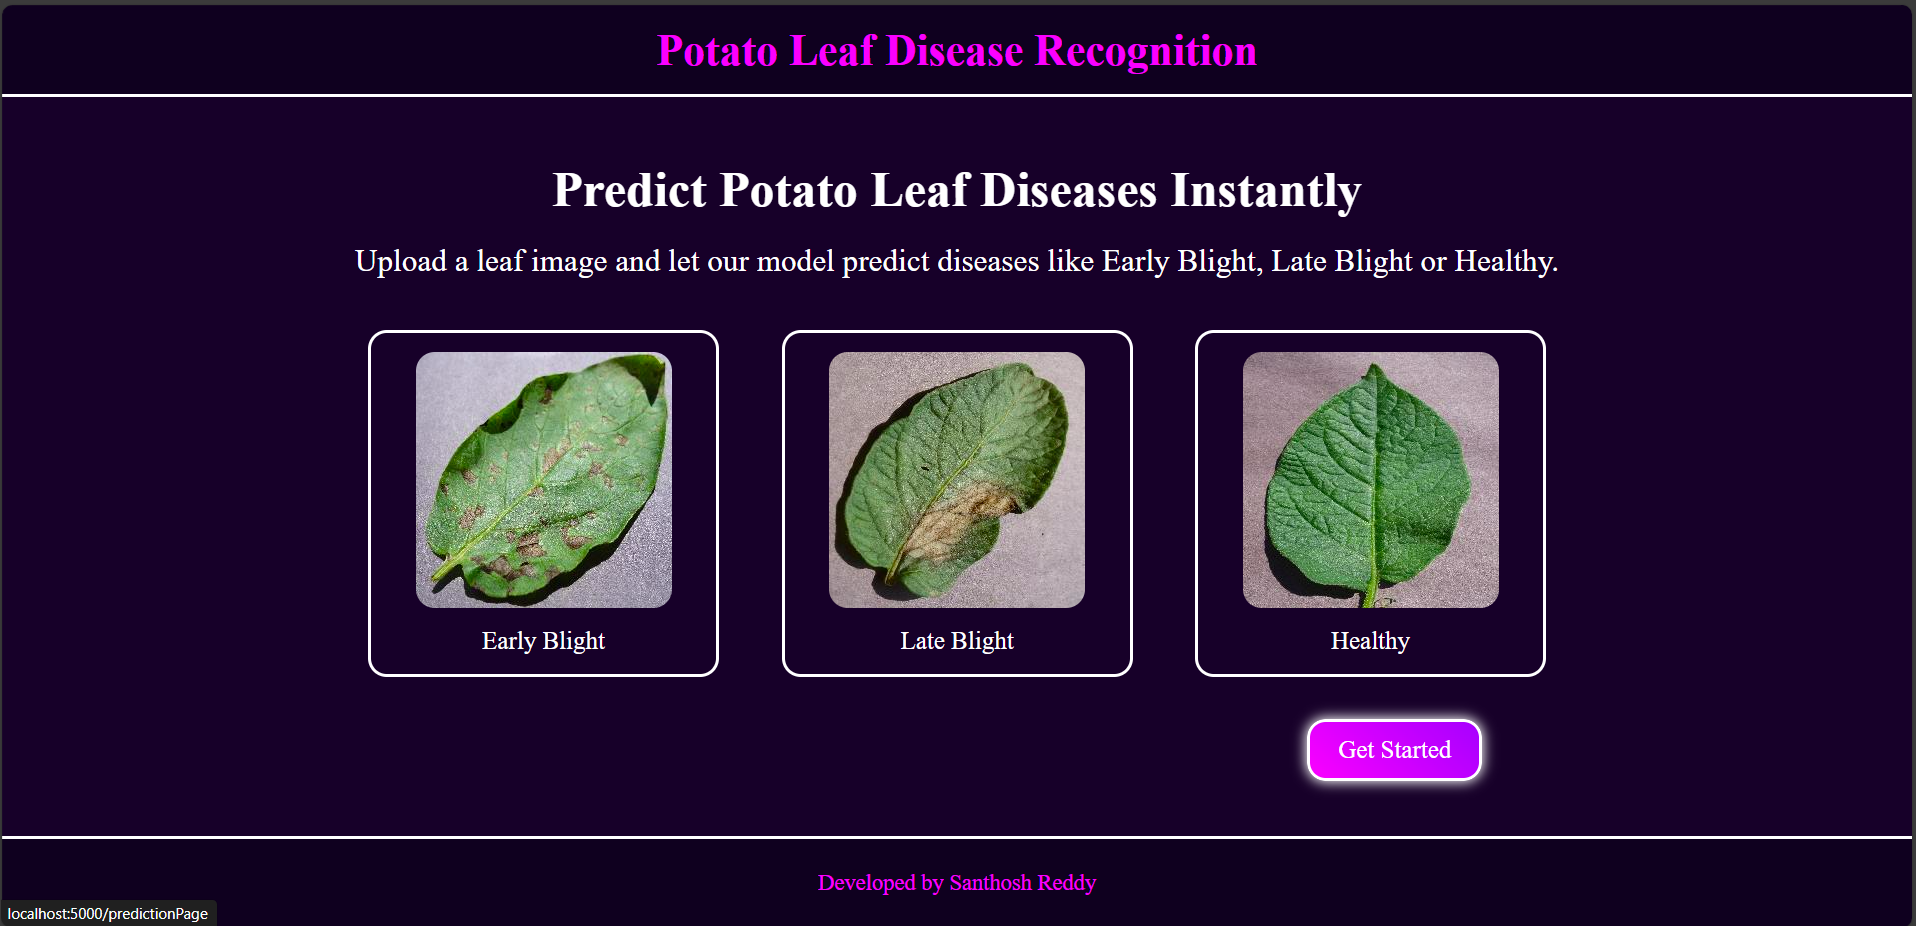 Potato Leaf Disease Recognition
Predict Potato Leaf Diseases Instantly
Upload a leaf image and let our model predict diseases like Early Blight, Late Blight or Healthy.
Early Blight
Late Blight
Healthy
Get Started
Developed by Santhosh Reddy
localhost:5000/predictionPage